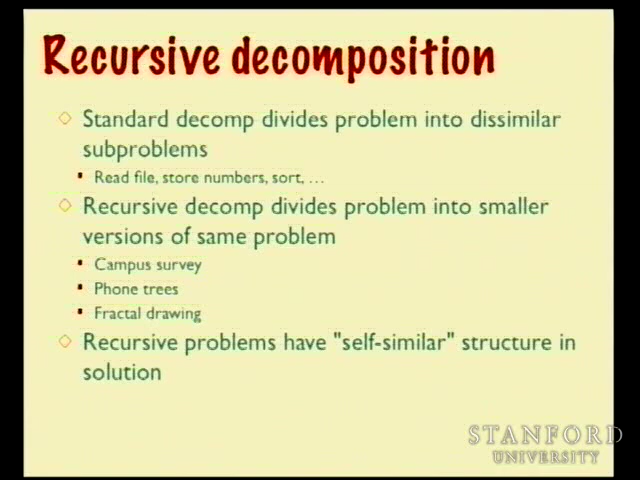 Recursive decomposition
Standard decomp divides problem into dissimilar
subproblems
Read file, store numbers, sort, ...
Recursive decomp divides problem into smaller
versions of same problem
Campus survey
Phone trees
Fractal drawing
Recursive problems have "self-similar" structure in
solution
STANFORD
UNIVERSITY